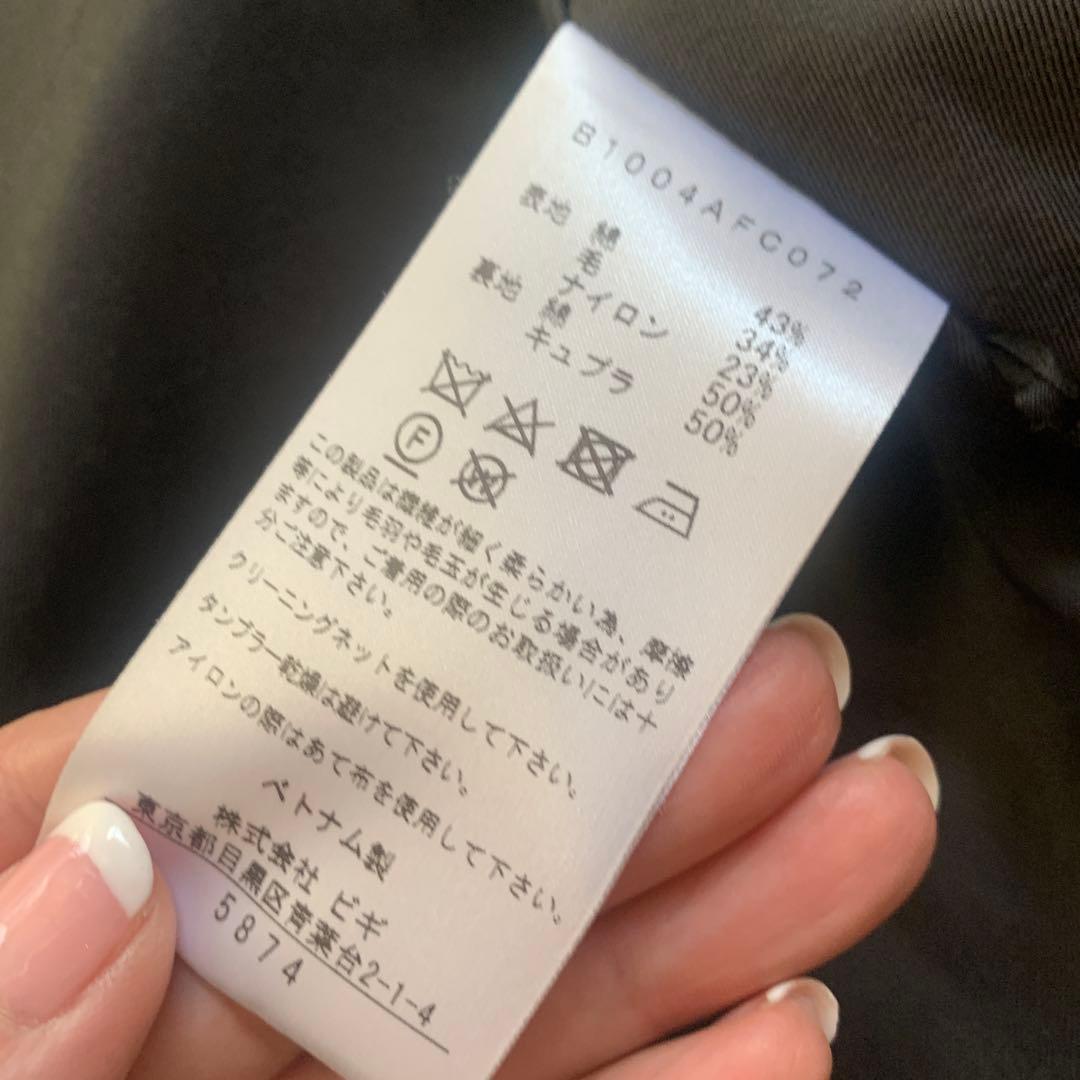 B1004AFC072
表地 綿 43%
毛 34%
ナイロン 23%
裏地 綿 50%
キュプラ 50%
F W
この製品は繊維が細く柔らかい為、摩擦
等により毛羽や毛玉が生じる場合があり
ますので、ご着用の際のお取扱いには十
分ご注意下さい。
クリーニングネットを使用して下さい。
タンブラー乾燥は避けて下さい。
アイロンの際はあて布を使用して下さい。
ベトナム製
株式会社 ビギ
東京都目黒区青葉台2-1-4
5874